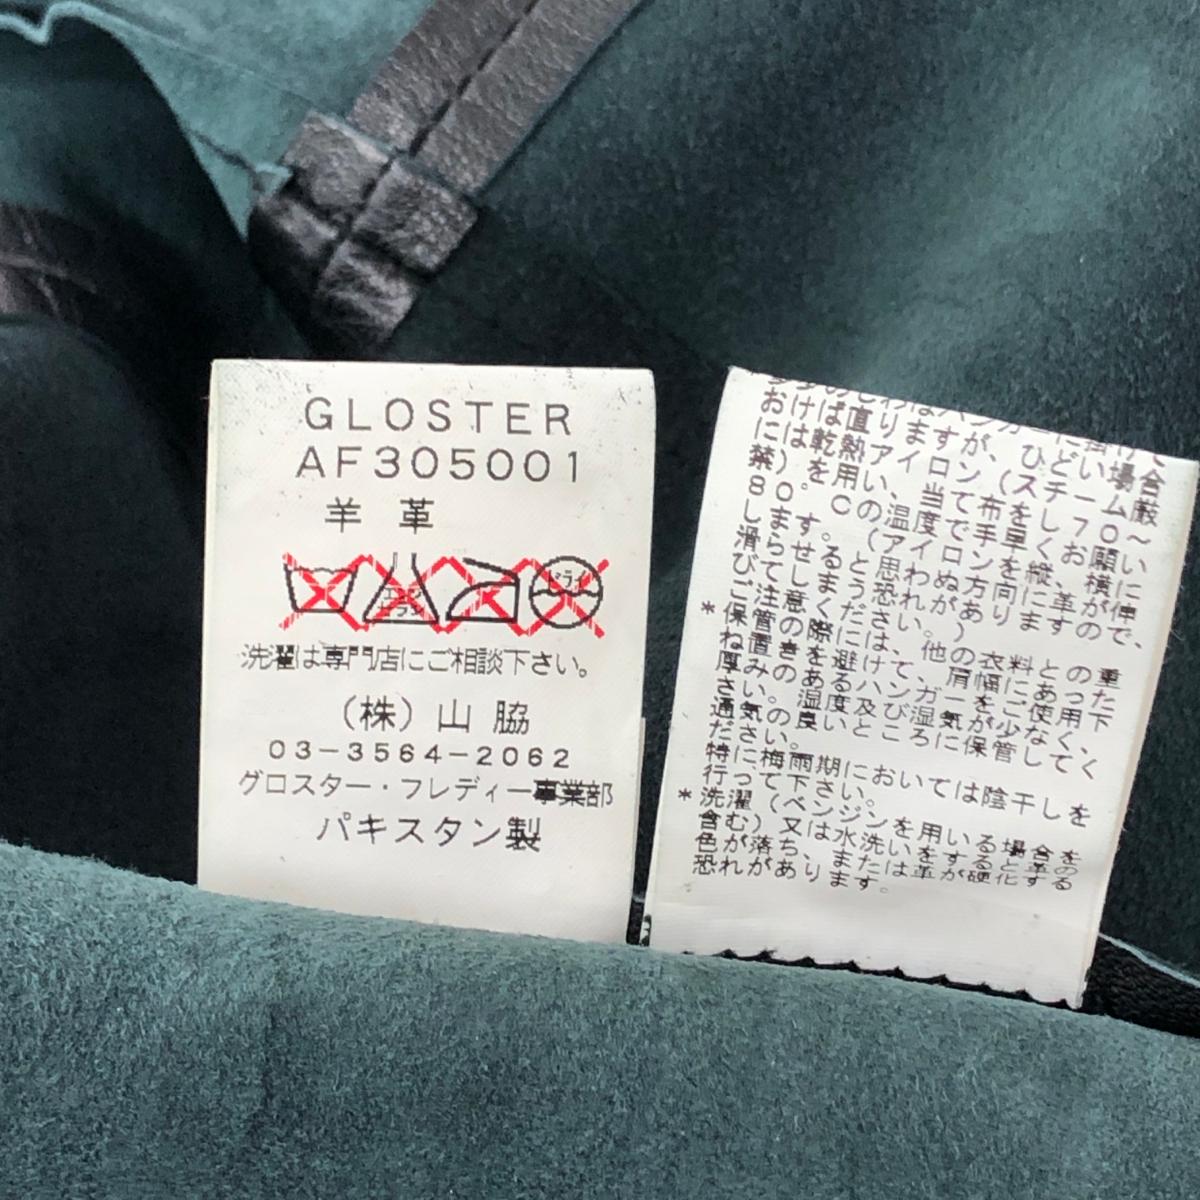 GLOSTER
AF305001
羊 革
エンソ
サラシ
ドライ
洗濯は専門店にご相談下さい。
(株) 山 脇
03-3564-2062
グロスター・フレディー事業部
パキスタン製
おけば直りますが、ひどい場合
には乾熱アイロン(スチーム厳
禁)を用い、当て布をし70～
80℃の温度で手早くお願い
します。(アイロンを縦、横に
滑らせると思わぬ方向に革が伸
びてしまう恐れがありますので、
ご注意ください。)
*保管の際には、他の衣料との重
ね置きを避けて、肩幅にあった
厚みのあるハンガーをご使用下
さい。湿度及び湿気が少なく、
通気の良いところに保管してく
ださい。
特に梅雨期においては陰干しを
行って下さい。
*洗濯(ベンジンを用いる場合を
含む)又は水洗いをすると革の
色が落ち、または革が硬化する
恐れがあります。